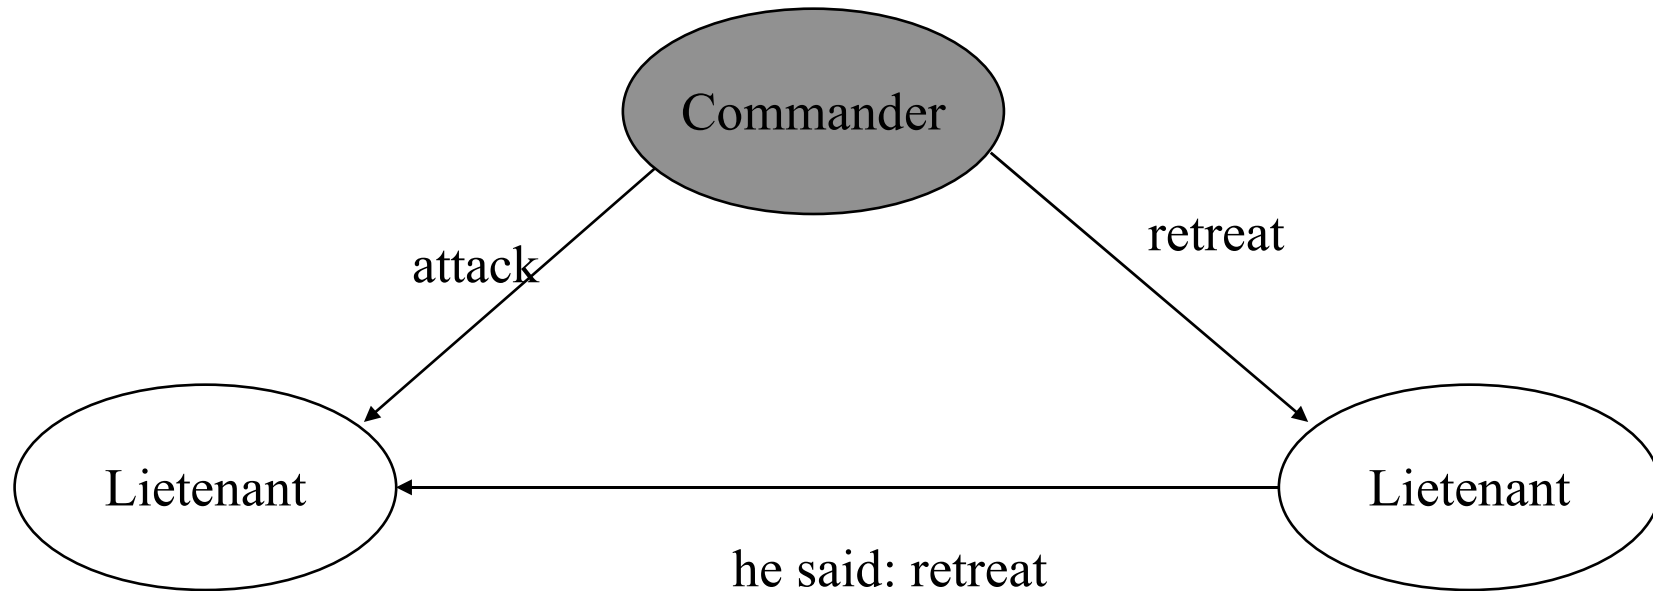 Commander
retreat
attack
Lietenant
Lietenant
he said: retreat